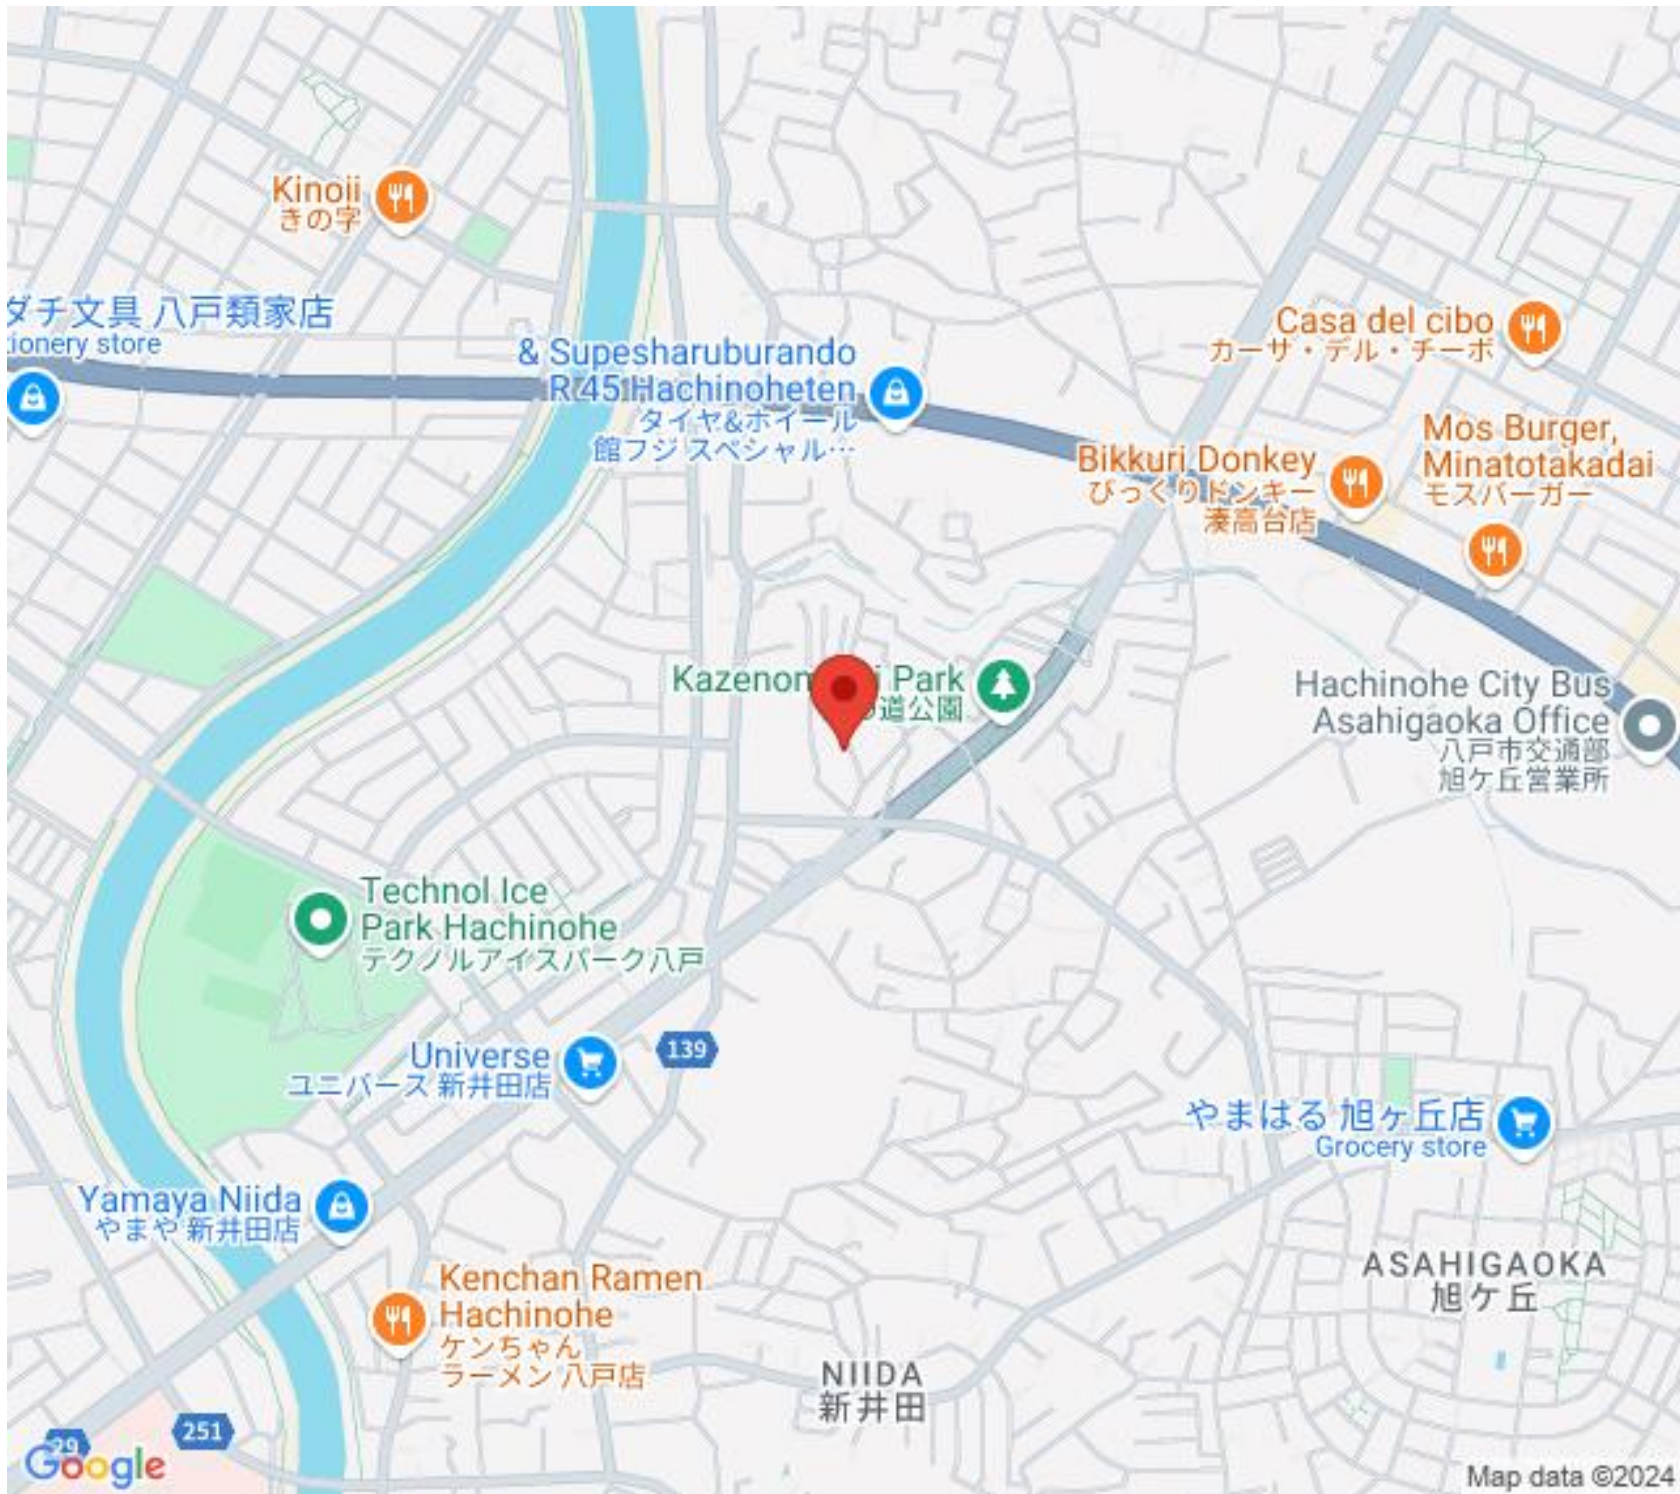 Kinoji
きの字
ダチ文具 八戸類家店
tionery store
& Supesharuburando
R 45 Hachinoheten
タイヤ&ホイール
館フジ スペシャル…
Casa del cibo
カーサ・デル・チーボ
Mos Burger,
Minatotakadai
モスバーガー
Bikkuri Donkey
びっくりドンキー
湊高台店
Kazenom i Park
道公園
Hachinohe City Bus
Asahigaoka Office
八戸市交通部
旭ケ丘営業所
Technol Ice
Park Hachinohe
テクノルアイスパーク八戸
Universe
ユニバース 新井田店
139
やまはる 旭ヶ丘店
Grocery store
Yamaya Niida
やまや 新井田店
ASAHIGAOKA
旭ケ丘
Kenchan Ramen
Hachinohe
ケンちゃん
ラーメン 八戸店
NIIDA
新井田
251
29
Google
Map data ©2024